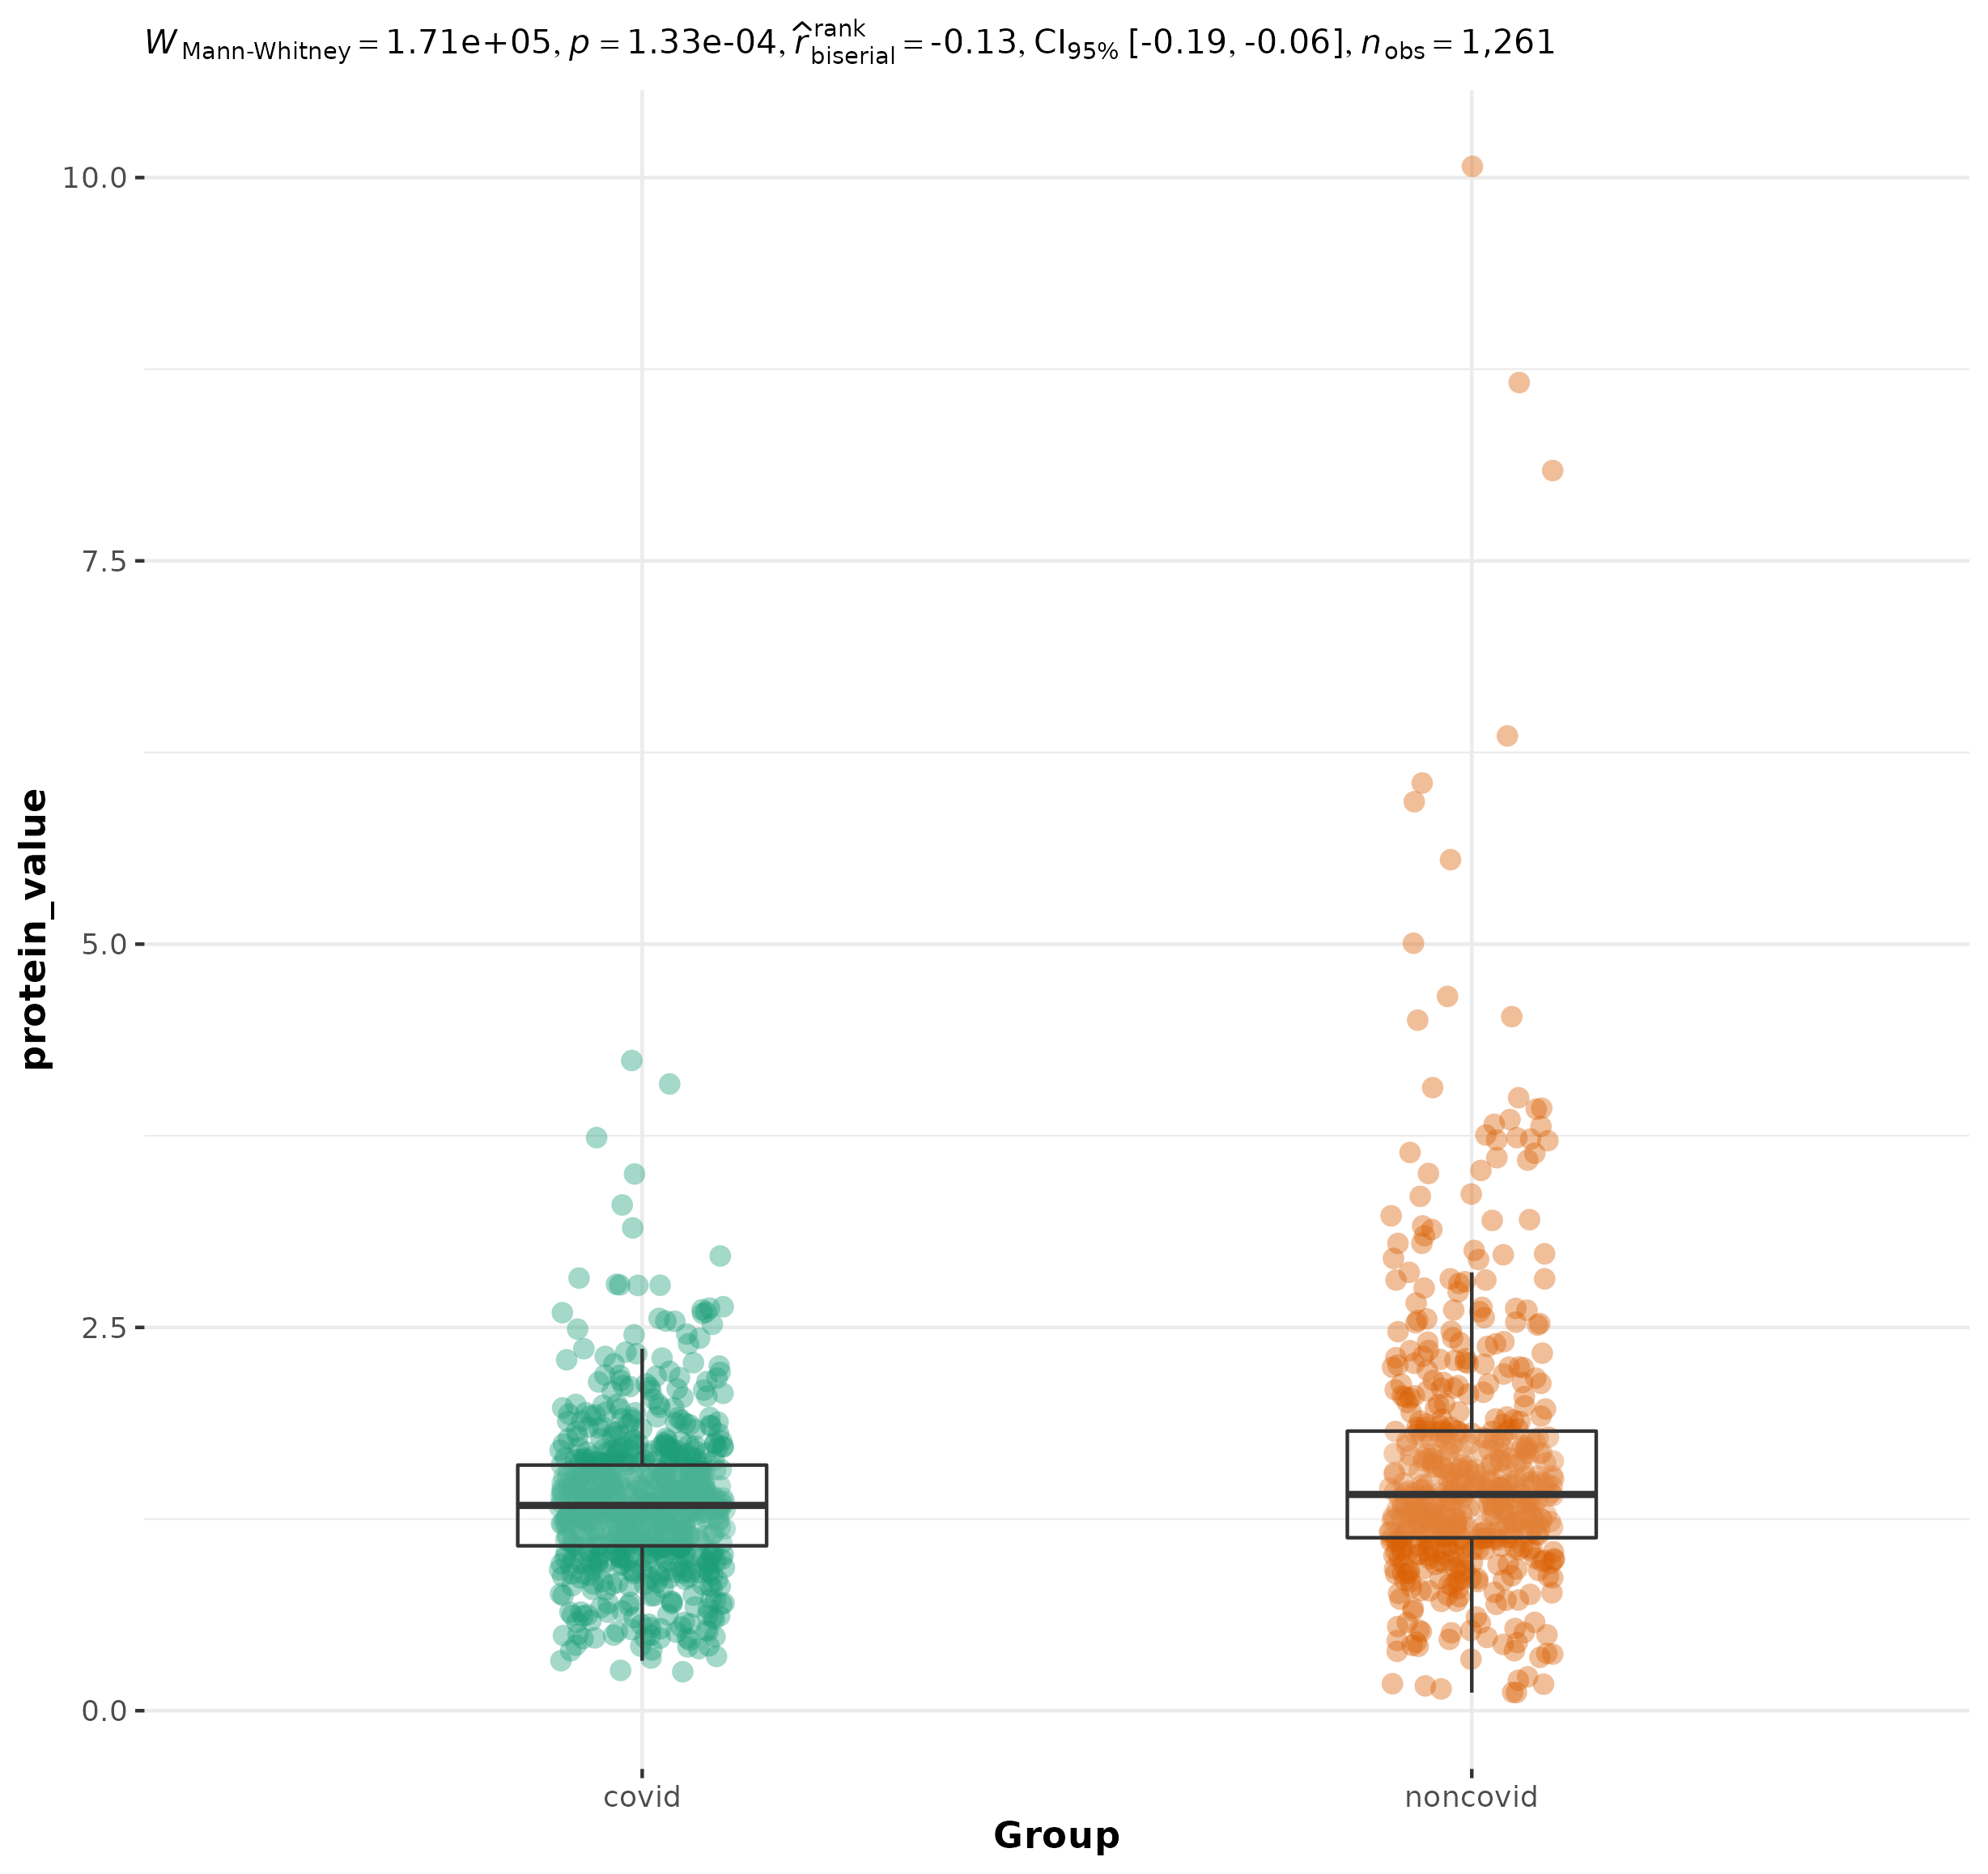 W Mann-Whitney = 1.71e+05, p = 1.33e-04, r̂ rank biserial = -0.13, CI95% [-0.19, -0.06], n obs = 1,261
10.0
7.5
5.0
2.5
0.0
protein_value
covid noncovid
Group